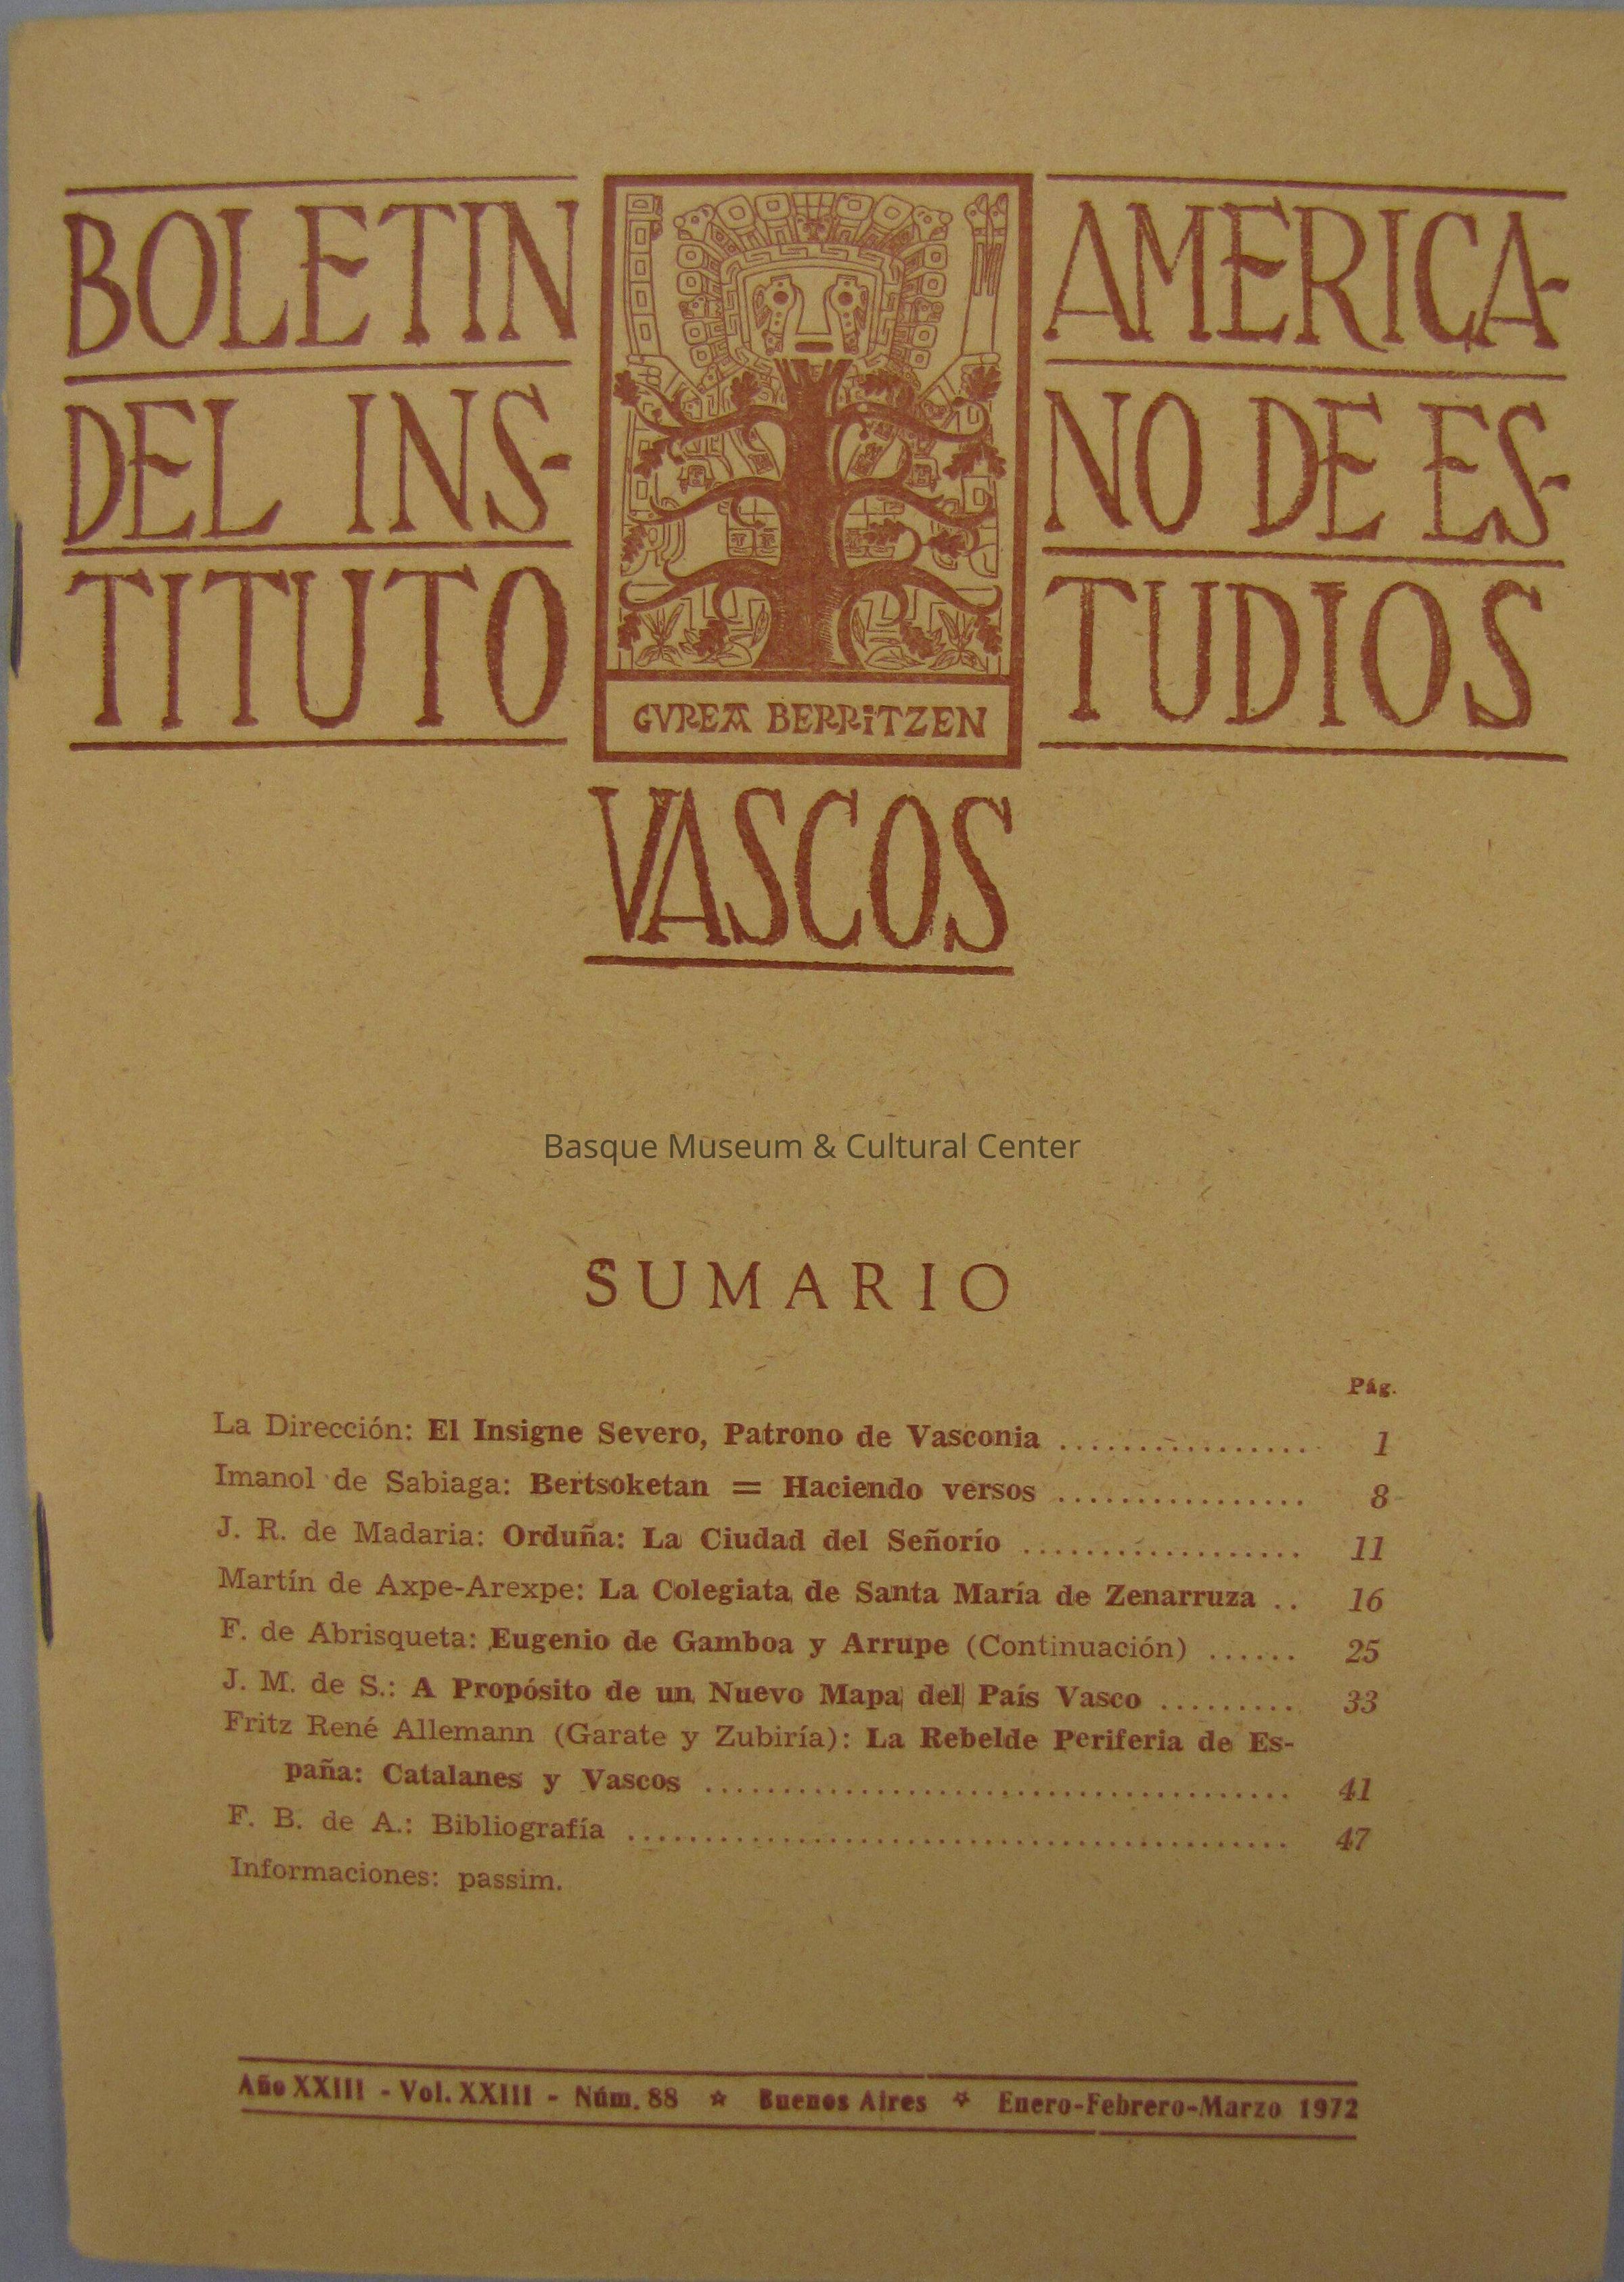 BOLETIN
DEL INS-
TITUTO
AMERICA-
NO DE ES-
TUDIOS
GVREA BERRiTZEN
VASCOS
Basque Museum & Cultural Center
SUMARIO
Pág.
La Dirección: El Insigne Severo, Patrono de Vasconia ................ 1
Imanol de Sabiaga: Bertsoketan = Haciendo versos ................ 8
J. R. de Madaria: Orduña: La Ciudad del Señorío .................. 11
Martín de Axpe-Arexpe: La Colegiata de Santa María de Zenarruza .. 16
F. de Abrisqueta: Eugenio de Gamboa y Arrupe (Continuación) ...... 25
J. M. de S.: A Propósito de un Nuevo Mapa del País Vasco ......... 33
Fritz René Allemann (Garate y Zubiría): La Rebelde Periferia de Es-
paña: Catalanes y Vascos ...................................... 41
F. B. de A.: Bibliografía ........................................... 47
Informaciones: passim.
Año XXIII - Vol. XXIII - Núm. 88 ☆ Buenos Aires ☆ Enero-Febrero-Marzo 1972